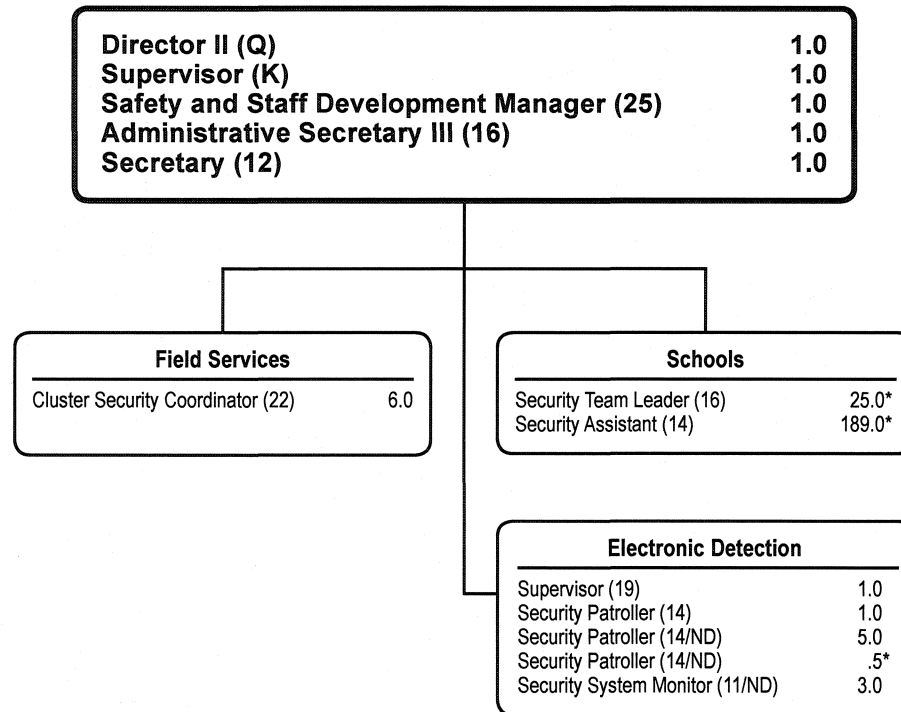 Director II (Q) 1.0
Supervisor (K) 1.0
Safety and Staff Development Manager (25) 1.0
Administrative Secretary III (16) 1.0
Secretary (12) 1.0
Field Services
Cluster Security Coordinator (22) 6.0
Schools
Security Team Leader (16) 25.0*
Security Assistant (14) 189.0*
Electronic Detection
Supervisor (19) 1.0
Security Patroller (14) 1.0
Security Patroller (14/ND) 5.0
Security Patroller (14/ND) .5*
Security System Monitor (11/ND) 3.0